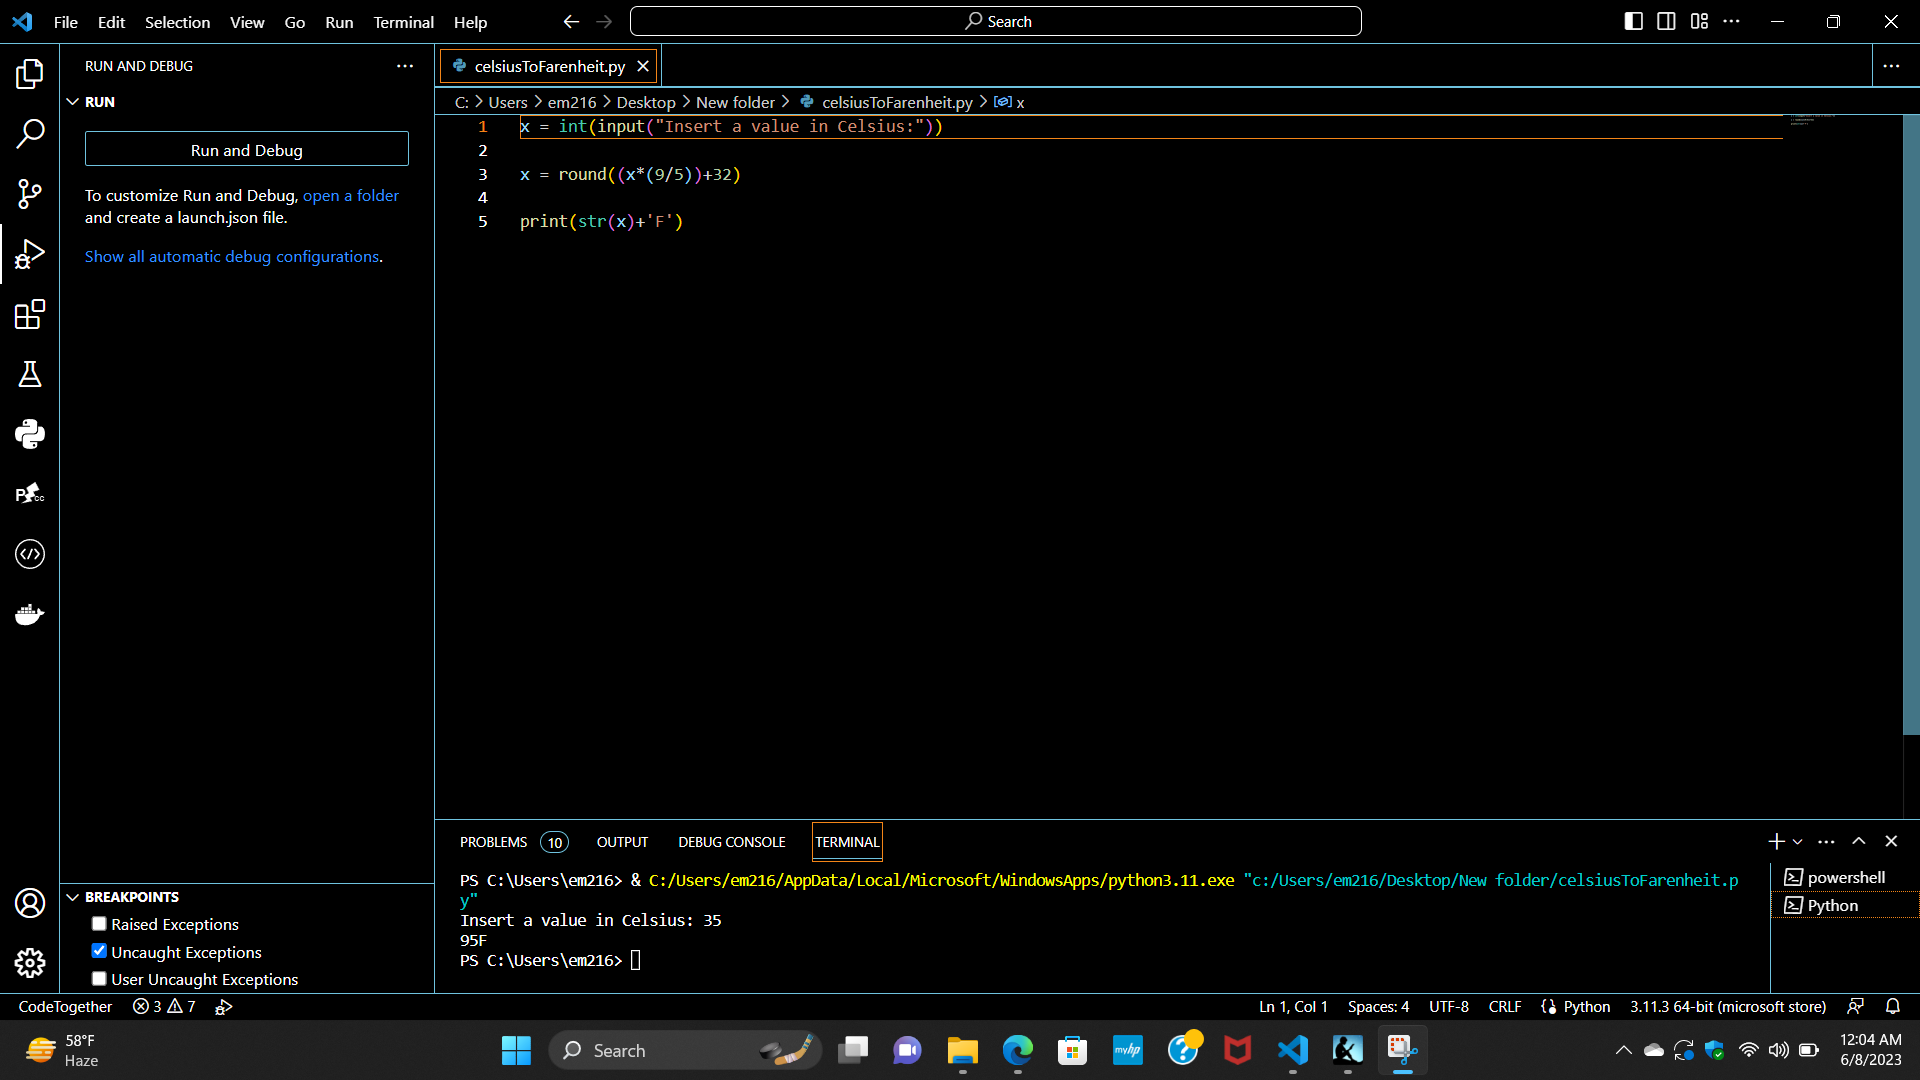 File Edit Selection View Go Run Terminal Help
Search
RUN AND DEBUG
RUN
Run and Debug
To customize Run and Debug, open a folder
and create a launch.json file.
Show all automatic debug configurations.
BREAKPOINTS
Raised Exceptions
Uncaught Exceptions
User Uncaught Exceptions
celsiusToFarenheit.py
C: > Users > em216 > Desktop > New folder > celsiusToFarenheit.py > x
1 x = int(input("Insert a value in Celsius:"))
2
3 x = round((x*(9/5))+32)
4
5 print(str(x)+'F')
PROBLEMS 10 OUTPUT DEBUG CONSOLE TERMINAL
PS C:\Users\em216> & C:/Users/em216/AppData/Local/Microsoft/WindowsApps/python3.11.exe "c:/Users/em216/Desktop/New folder/celsiusToFarenheit.p
y"
Insert a value in Celsius: 35
95F
PS C:\Users\em216>
powershell
Python
CodeTogether 3 7
Ln 1, Col 1 Spaces: 4 UTF-8 CRLF Python 3.11.3 64-bit (microsoft store)
58°F
Haze
Search
myhp
12:04 AM
6/8/2023